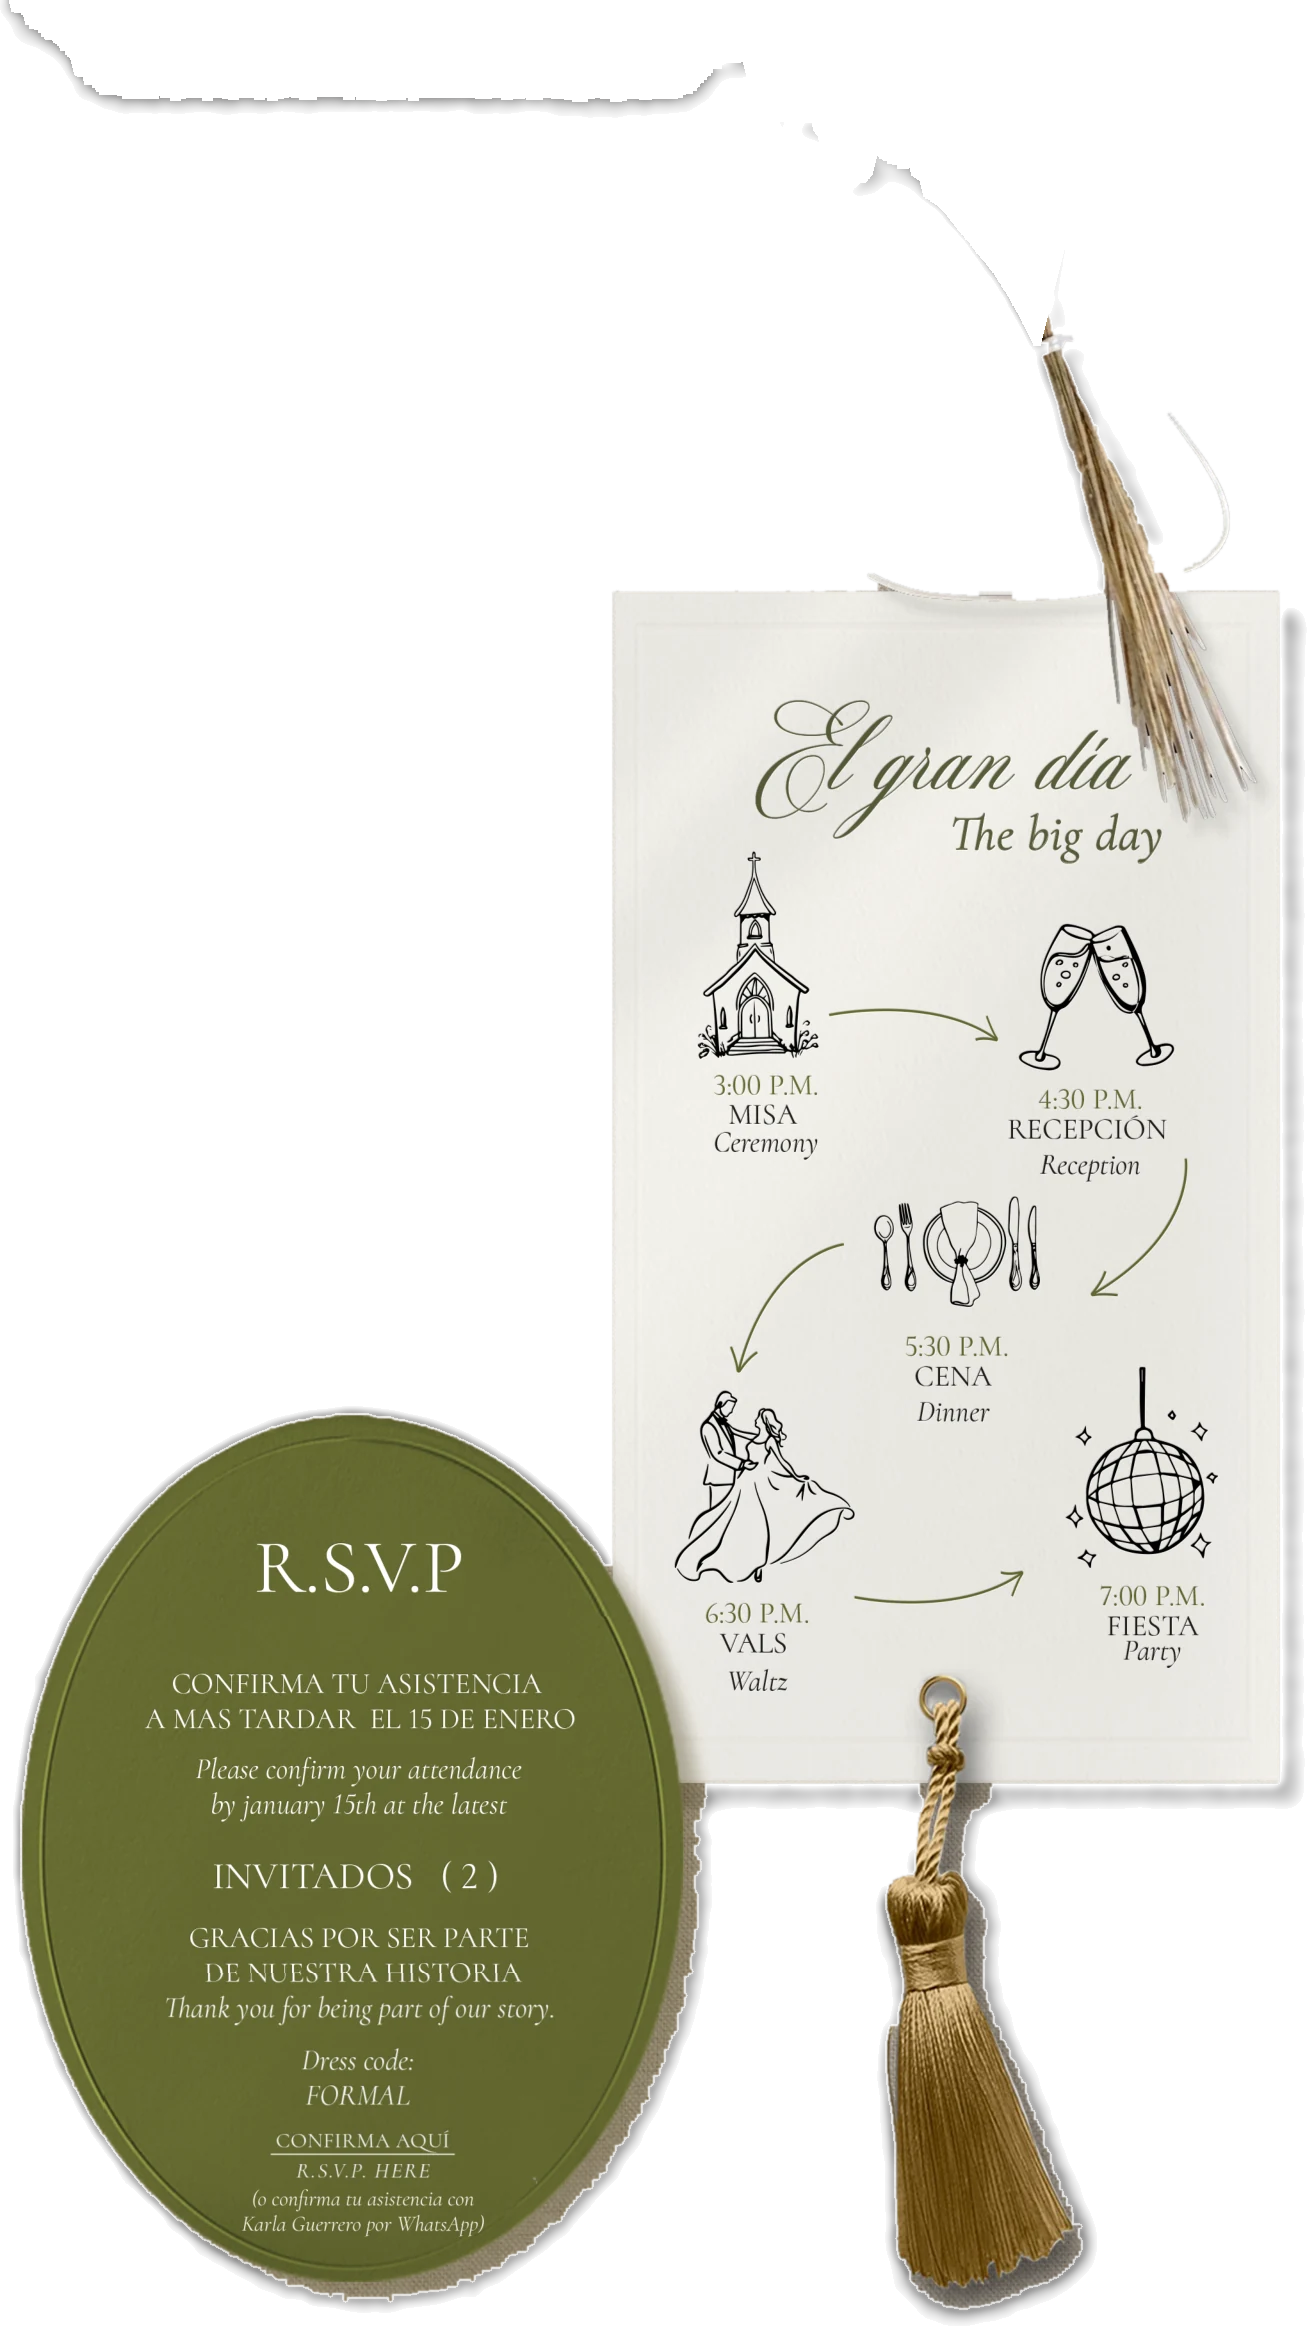 El gran día
The big day
3:00 P.M.
MISA
Ceremony
4:30 P.M.
RECEPCIÓN
Reception
5:30 P.M.
CENA
Dinner
6:30 P.M.
VALS
Waltz
7:00 P.M.
FIESTA
Party
R.S.V.P
CONFIRMA TU ASISTENCIA
A MAS TARDAR EL 15 DE ENERO
Please confirm your attendance
by january 15th at the latest
INVITADOS ( 2 )
GRACIAS POR SER PARTE
DE NUESTRA HISTORIA
Thank you for being part of our story.
Dress code:
FORMAL
CONFIRMA AQUÍ
R.S.V.P. HERE
(o confirma tu asistencia con
Karla Guerrero por WhatsApp)